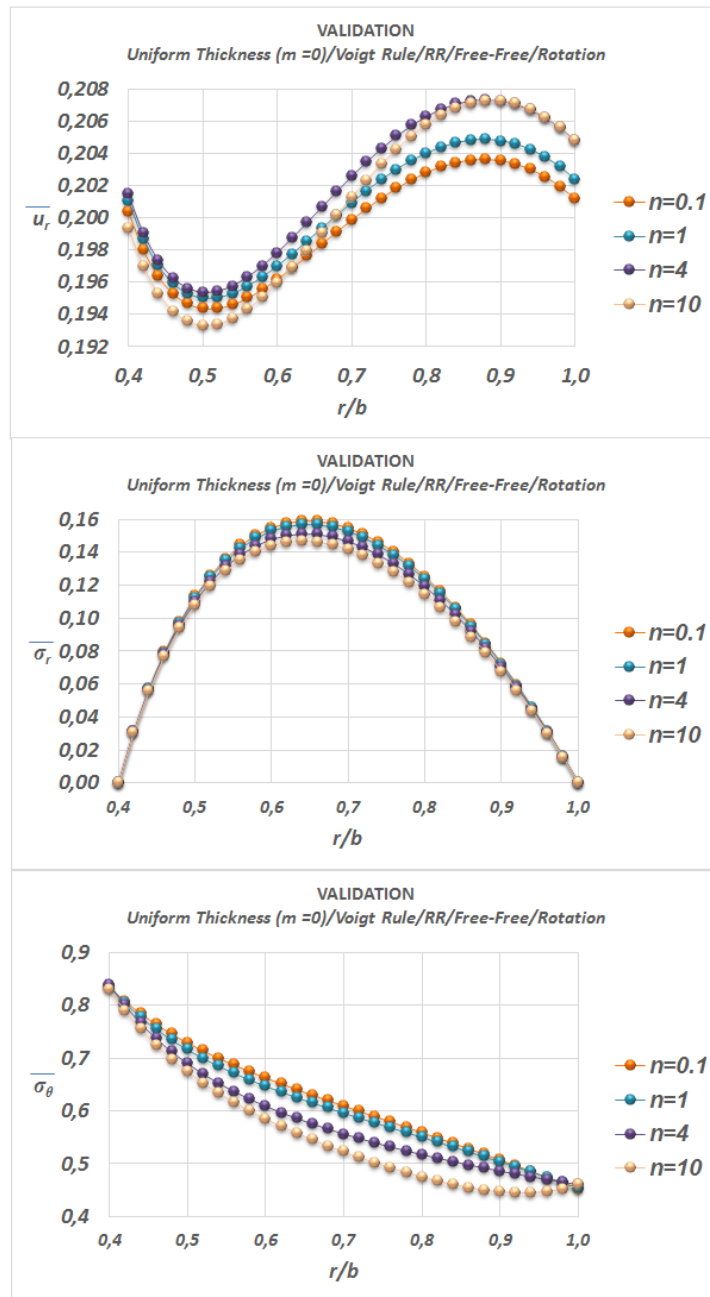 VALIDATION
Uniform Thickness (m =0)/Voigt Rule/RR/Free-Free/Rotation
0,208
0,206
0,204
0,202
0,200
0,198
0,196
0,194
0,192
u_r
0,4 0,5 0,6 0,7 0,8 0,9 1,0
r/b
n=0.1
n=1
n=4
n=10
VALIDATION
Uniform Thickness (m =0)/Voigt Rule/RR/Free-Free/Rotation
0,16
0,14
0,12
0,10
0,08
0,06
0,04
0,02
0,00
σ_r
0,4 0,5 0,6 0,7 0,8 0,9 1,0
r/b
n=0.1
n=1
n=4
n=10
VALIDATION
Uniform Thickness (m =0)/Voigt Rule/RR/Free-Free/Rotation
0,9
0,8
0,7
0,6
0,5
0,4
σ_θ
0,4 0,5 0,6 0,7 0,8 0,9 1,0
r/b
n=0.1
n=1
n=4
n=10